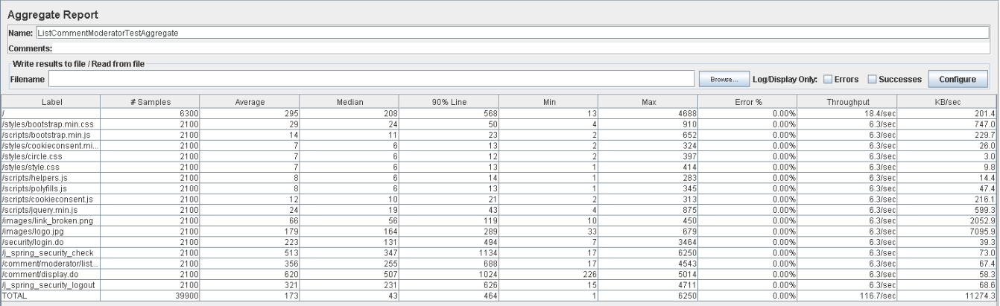 Aggregate Report
Name: ListCommentModeratorTestAggregate
Comments:
Write results to file / Read from file
Filename Browse... Log/Display Only: Errors Successes Configure
Label # Samples Average Median 90% Line Min Max Error % Throughput KB/sec
/ 6300 295 208 568 13 4688 0.00% 18.4/sec 201.4
/styles/bootstrap.min.css 2100 29 24 50 4 910 0.00% 6.3/sec 747.0
/scripts/bootstrap.min.js 2100 14 11 23 2 652 0.00% 6.3/sec 229.7
/styles/cookieconsent.mi... 2100 7 6 13 2 324 0.00% 6.3/sec 26.0
/styles/circle.css 2100 7 6 12 2 397 0.00% 6.3/sec 3.0
/styles/style.css 2100 7 6 13 1 414 0.00% 6.3/sec 9.8
/scripts/helpers.js 2100 8 6 14 1 283 0.00% 6.3/sec 14.4
/scripts/polyfills.js 2100 8 6 13 1 345 0.00% 6.3/sec 47.4
/scripts/cookieconsent.js 2100 12 10 21 2 313 0.00% 6.3/sec 216.1
/scripts/jquery.min.js 2100 24 19 43 4 875 0.00% 6.3/sec 599.3
/images/link_broken.png 2100 66 56 119 10 450 0.00% 6.3/sec 2052.9
/images/logo.jpg 2100 179 164 289 33 679 0.00% 6.3/sec 7095.9
/security/login.do 2100 223 131 494 7 3464 0.00% 6.3/sec 39.3
/j_spring_security_check 2100 513 347 1134 17 6250 0.00% 6.3/sec 73.0
/comment/moderator/list... 2100 356 255 688 17 4543 0.00% 6.3/sec 67.4
/comment/display.do 2100 620 507 1024 226 5014 0.00% 6.3/sec 58.3
/j_spring_security_logout 2100 321 231 626 15 4711 0.00% 6.3/sec 68.6
TOTAL 39900 173 43 464 1 6250 0.00% 116.7/sec 11274.3